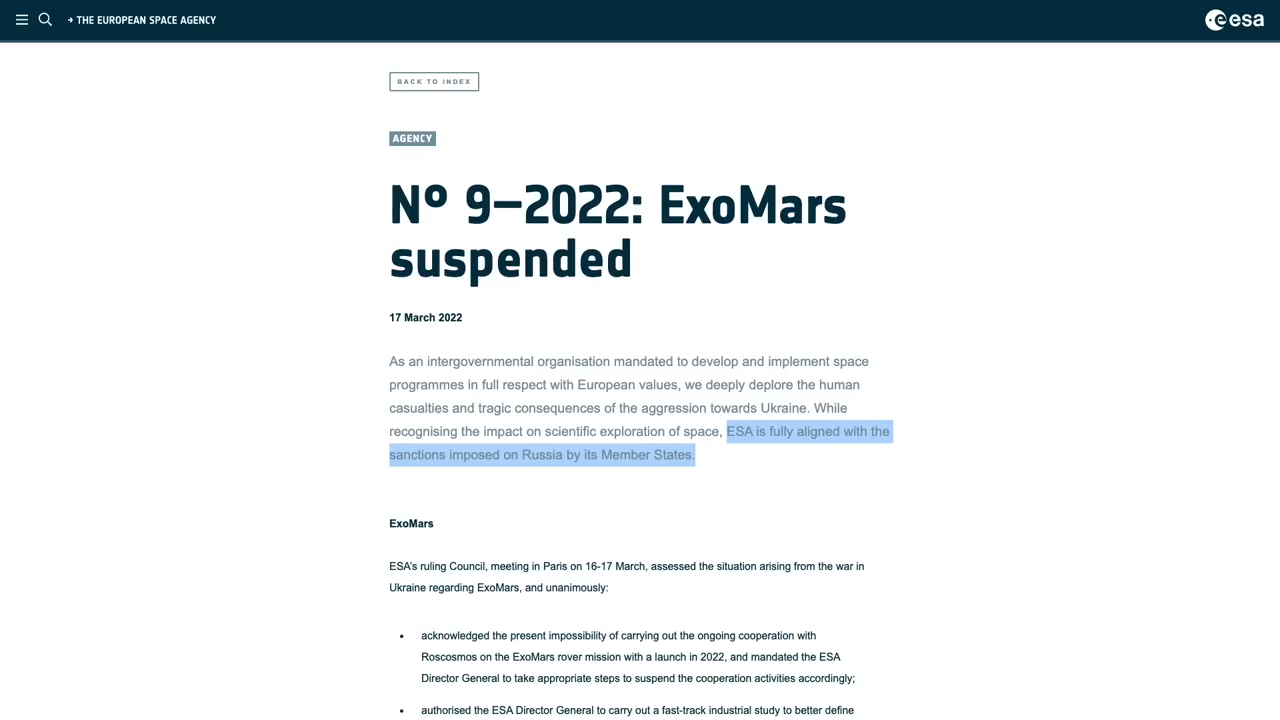 → THE EUROPEAN SPACE AGENCY
esa
BACK TO INDEX
AGENCY
N° 9–2022: ExoMars
suspended
17 March 2022
As an intergovernmental organisation mandated to develop and implement space
programmes in full respect with European values, we deeply deplore the human
casualties and tragic consequences of the aggression towards Ukraine. While
recognising the impact on scientific exploration of space, ESA is fully aligned with the
sanctions imposed on Russia by its Member States.
ExoMars
ESA's ruling Council, meeting in Paris on 16-17 March, assessed the situation arising from the war in
Ukraine regarding ExoMars, and unanimously:
• acknowledged the present impossibility of carrying out the ongoing cooperation with
Roscosmos on the ExoMars rover mission with a launch in 2022, and mandated the ESA
Director General to take appropriate steps to suspend the cooperation activities accordingly;
• authorised the ESA Director General to carry out a fast-track industrial study to better define